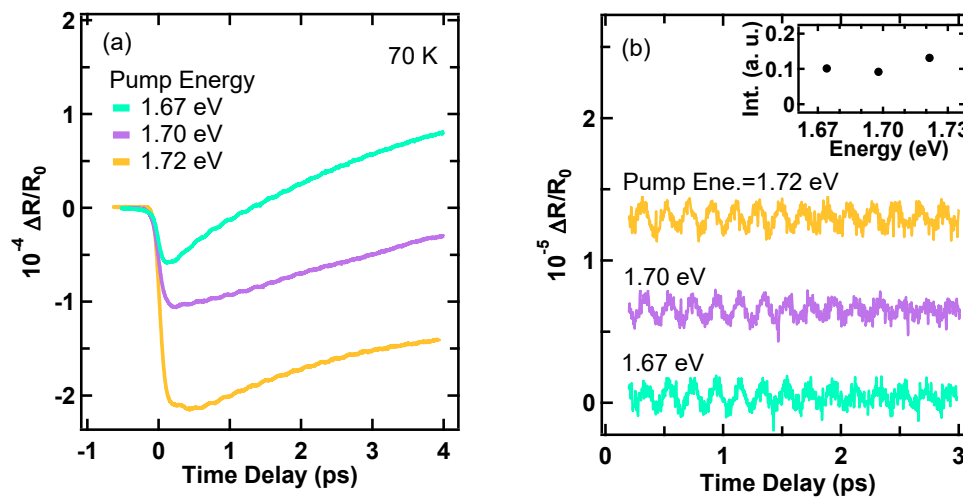 (a)
70 K
Pump Energy
1.67 eV
1.70 eV
1.72 eV
2
1
0
-1
-2
10⁻⁴ ΔR/R₀
-1 0 1 2 3 4
Time Delay (ps)
(b)
0.2
0.1
0
Int. (a. u.)
1.67 1.70 1.73
Energy (eV)
Pump Ene.=1.72 eV
1.70 eV
1.67 eV
2
1
0
10⁻⁵ ΔR/R₀
0 1 2 3
Time Delay (ps)